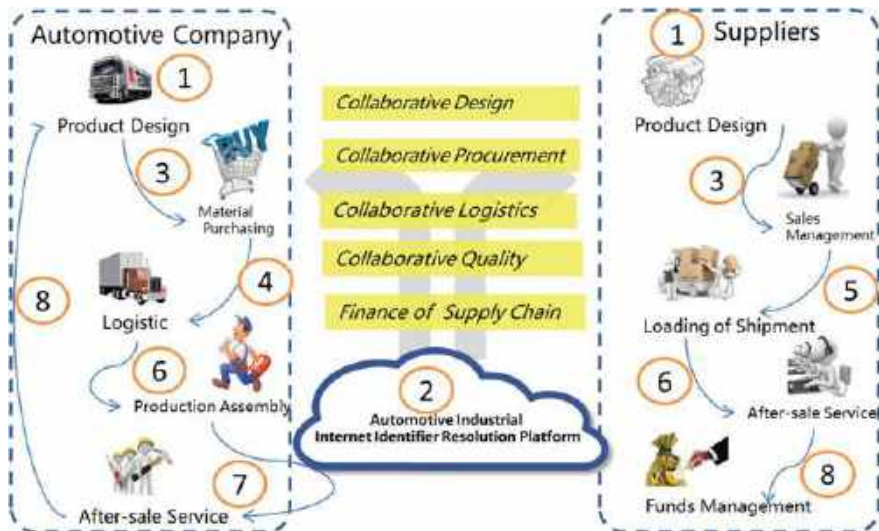 Automotive Company
1
Product Design
BUY
3
Material
Purchasing
8
4
Logistic
6
Production Assembly
7
After-sale Service
Collaborative Design
Collaborative Procurement
Collaborative Logistics
Collaborative Quality
Finance of Supply Chain
2
Automotive Industrial
Internet Identifier Resolution Platform
1
Suppliers
Product Design
3
Sales
Management
5
Loading of Shipment
6
After-sale Service
8
Funds Management